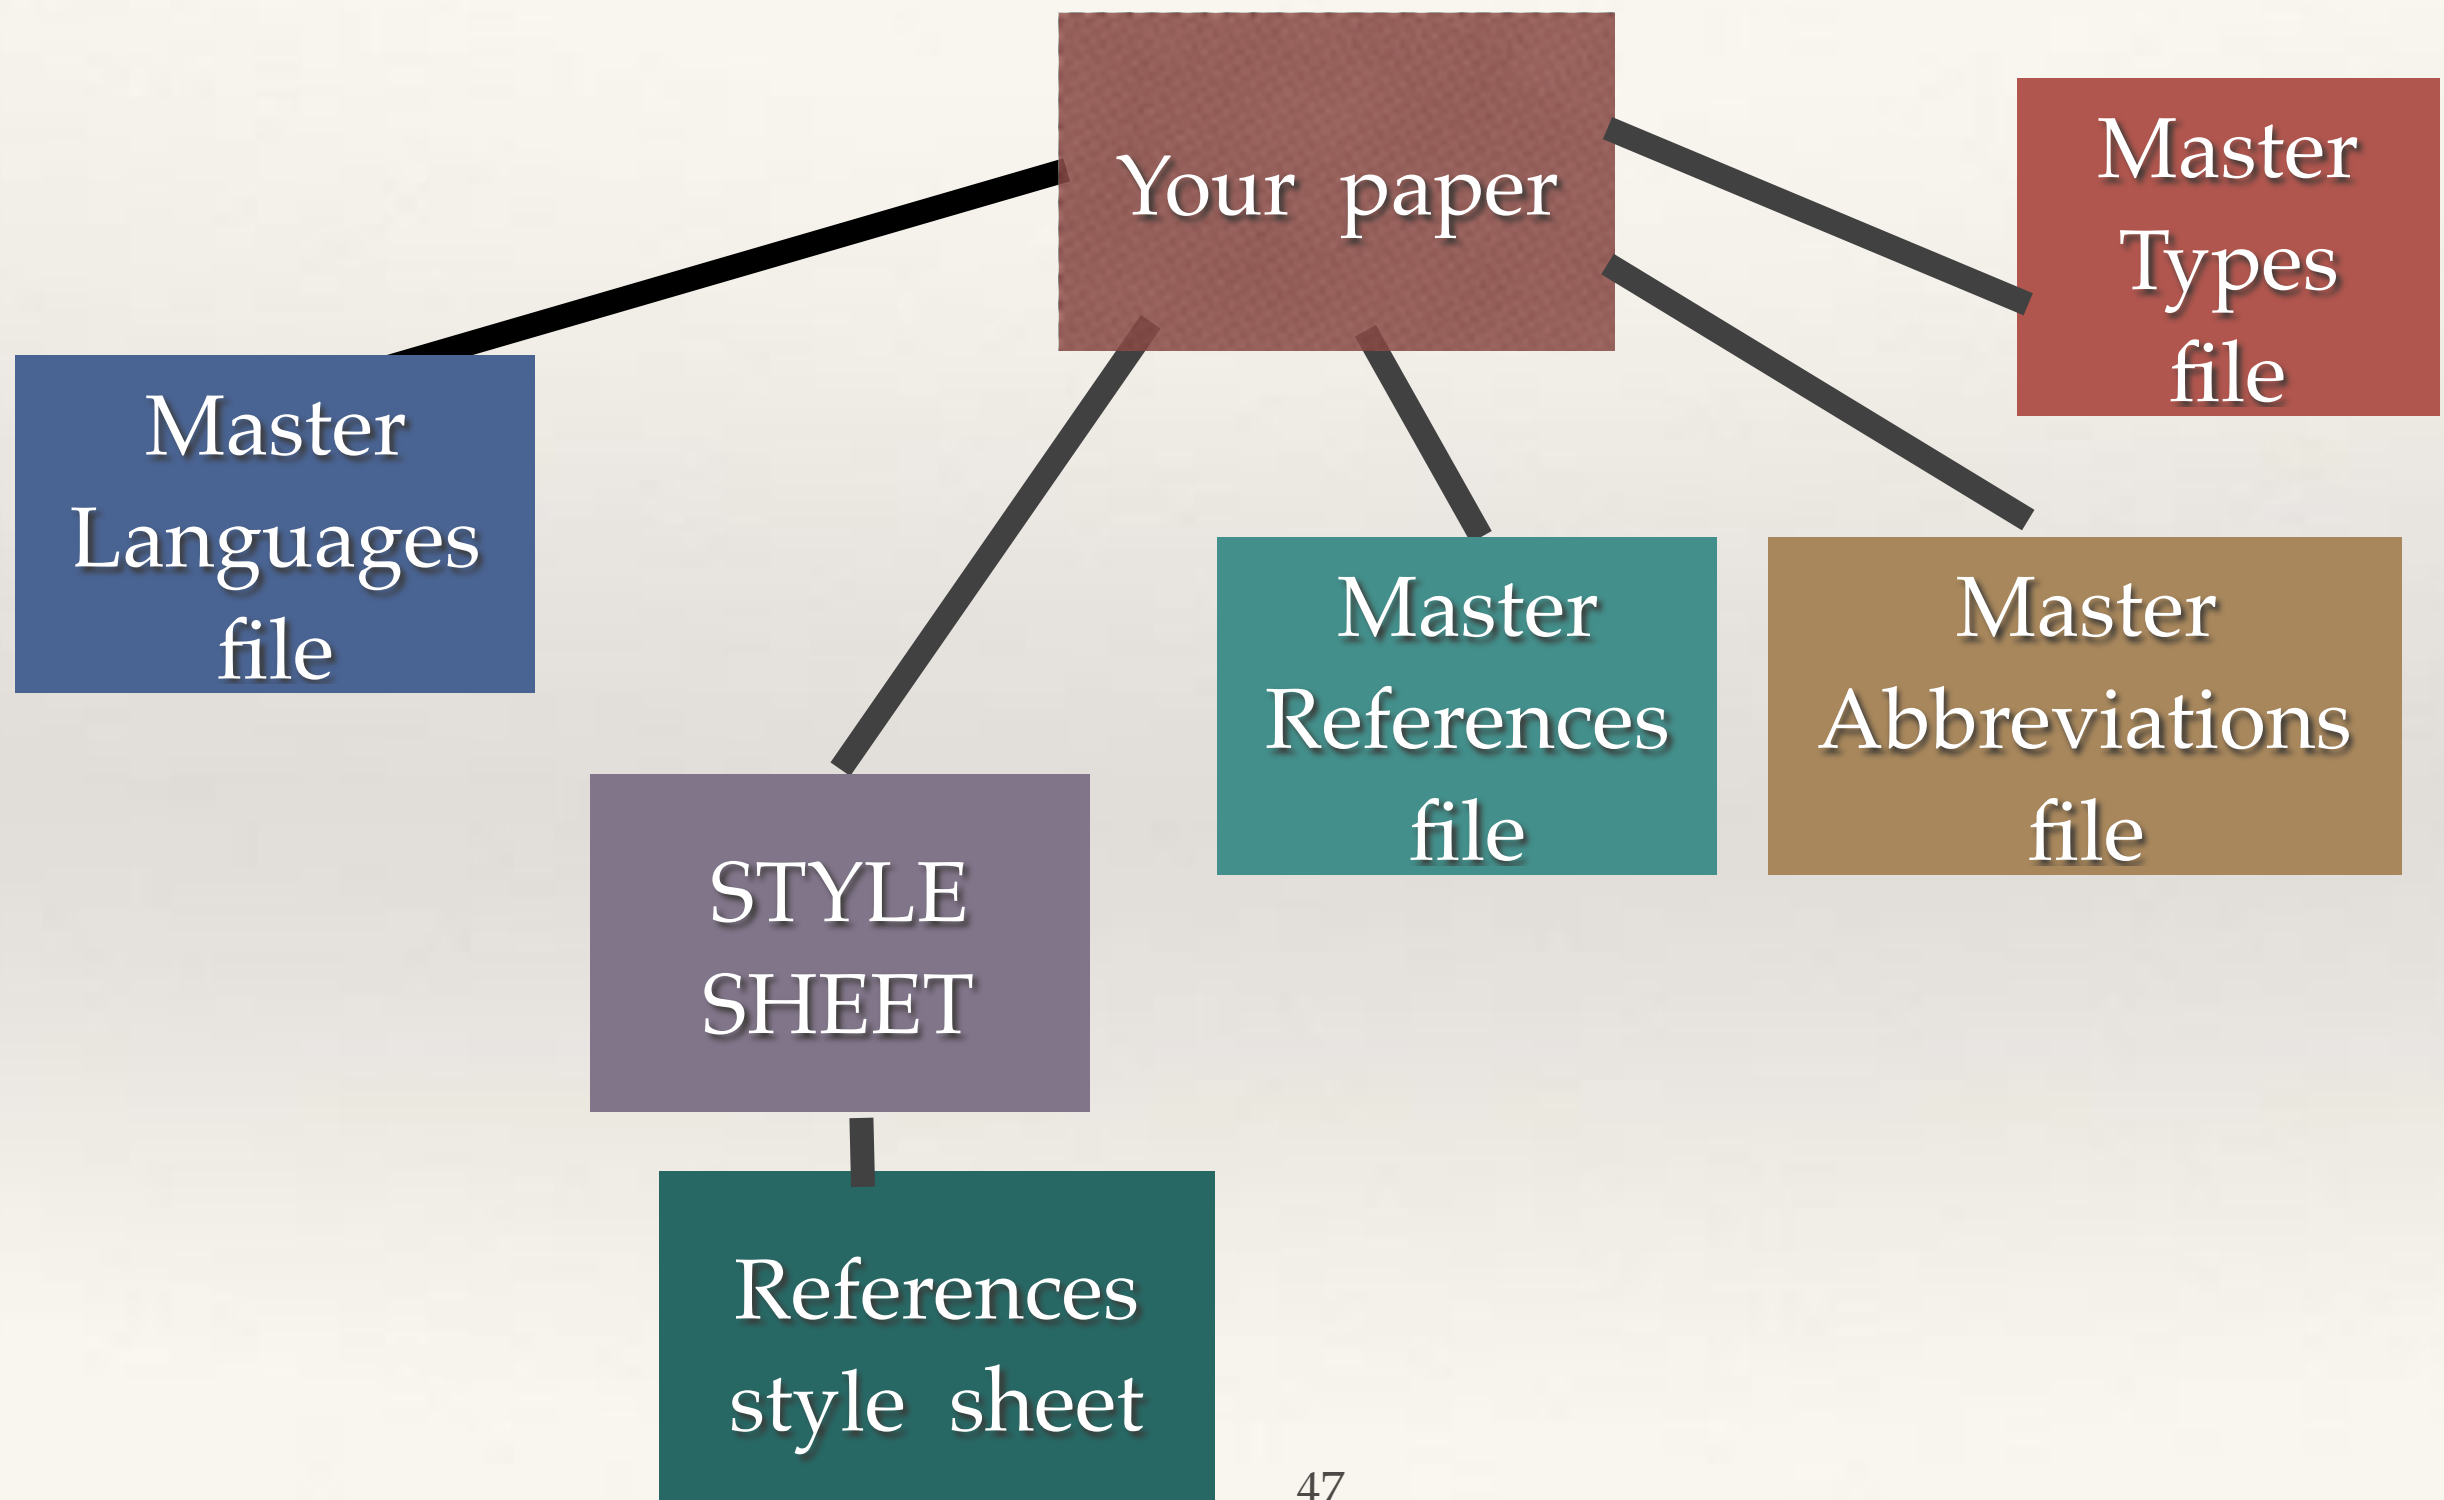 Your paper
Master
Types
file
Master
Languages
file
Master
References
file
Master
Abbreviations
file
STYLE
SHEET
References
style sheet
47